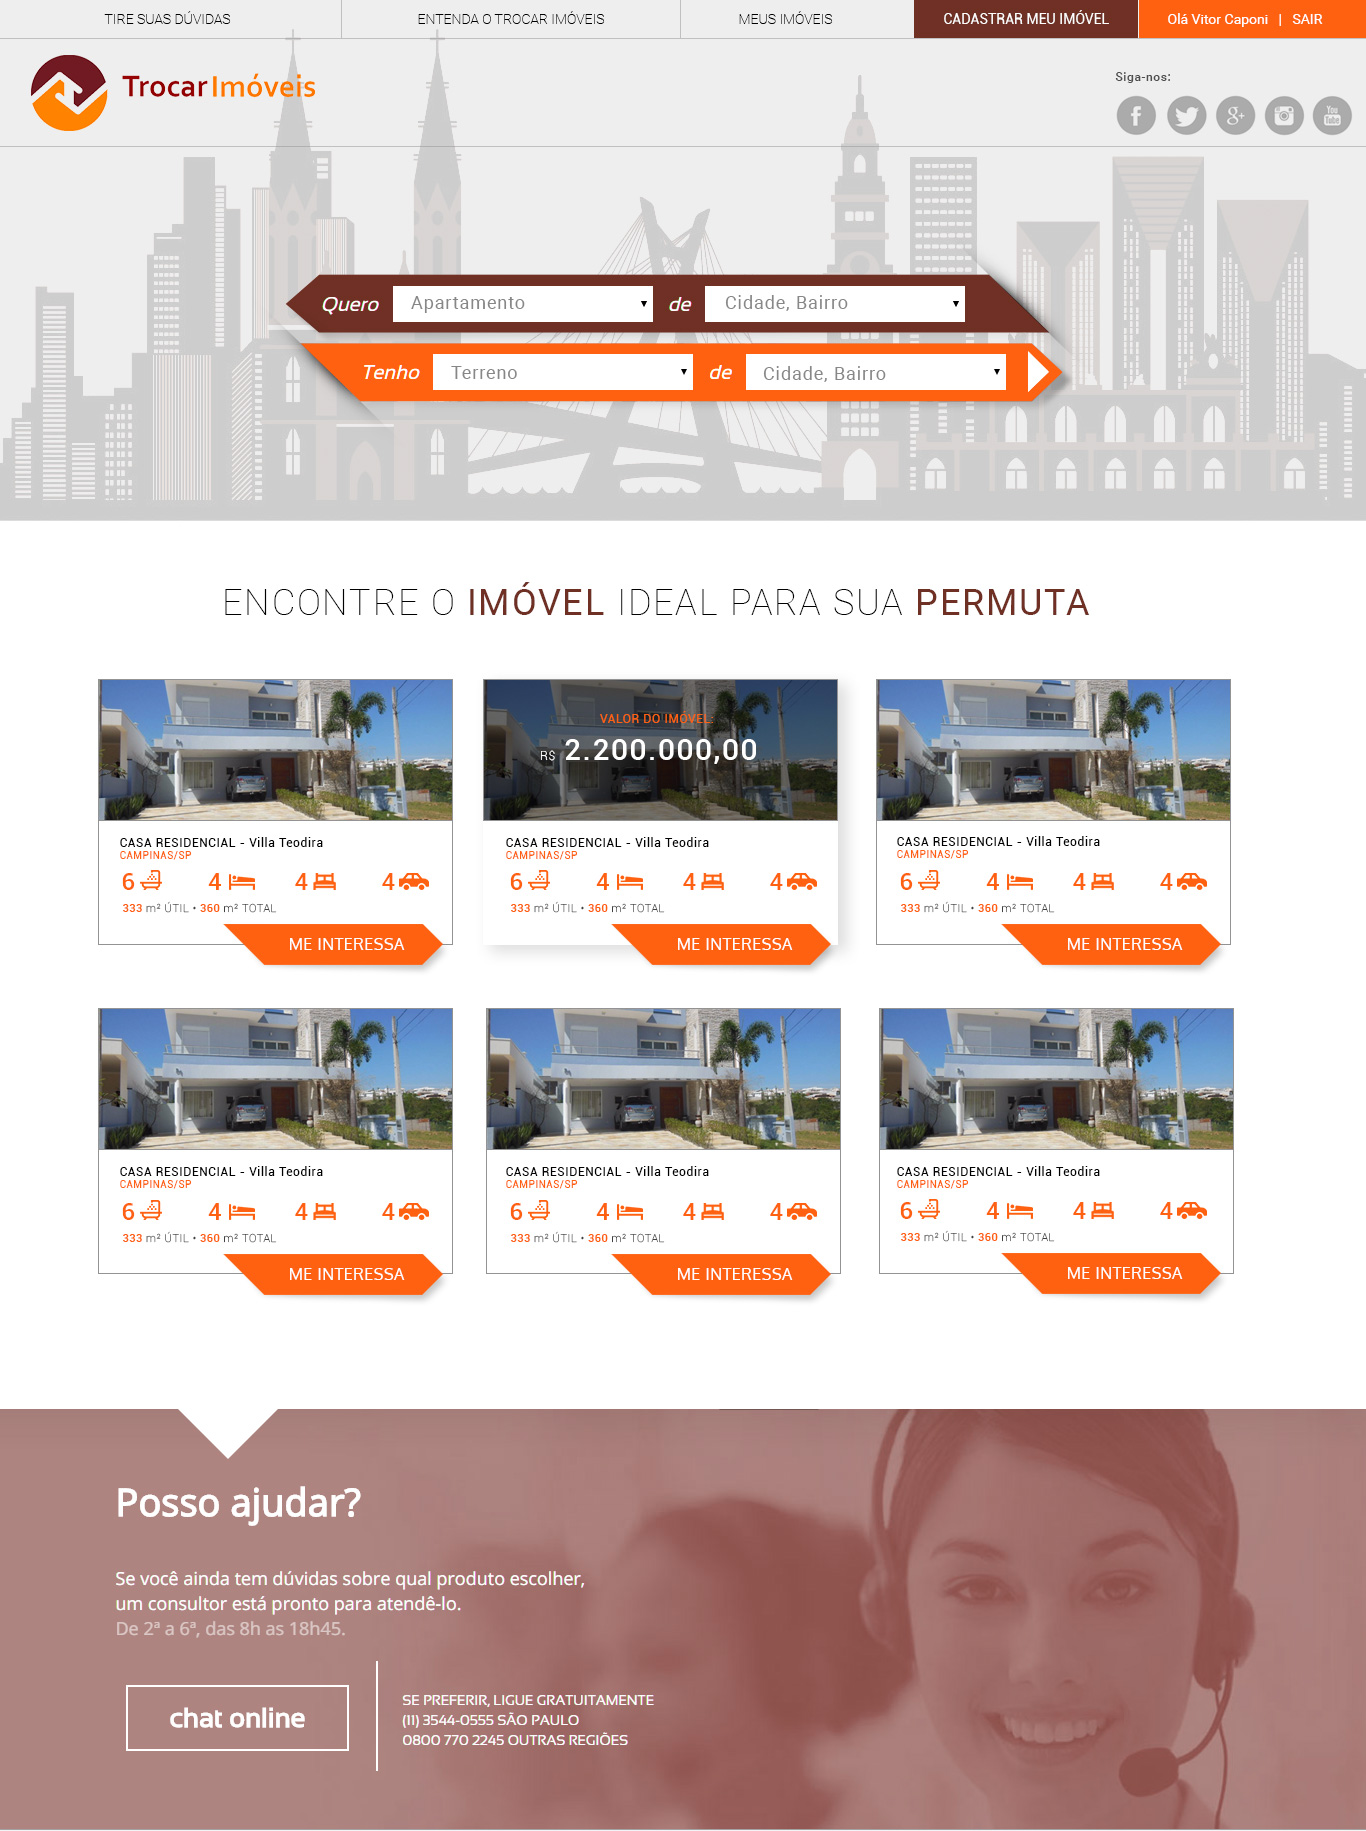 TIRE SUAS DÚVIDAS
ENTENDA O TROCAR IMÓVEIS
MEUS IMÓVEIS
CADASTRAR MEU IMÓVEL
Olá Vitor Caponi | SAIR
Trocar Imóveis
Siga-nos:
f
g+
You Tube
Quero Apartamento de Cidade, Bairro
Tenho Terreno de Cidade, Bairro
ENCONTRE O IMÓVEL IDEAL PARA SUA PERMUTA
CASA RESIDENCIAL - Villa Teodira
CAMPINAS/SP
6 4 4 4
333 m² ÚTIL • 360 m² TOTAL
ME INTERESSA
VALOR DO IMÓVEL:
R$ 2.200.000,00
CASA RESIDENCIAL - Villa Teodira
CAMPINAS/SP
6 4 4 4
333 m² ÚTIL • 360 m² TOTAL
ME INTERESSA
CASA RESIDENCIAL - Villa Teodira
CAMPINAS/SP
6 4 4 4
333 m² ÚTIL • 360 m² TOTAL
ME INTERESSA
CASA RESIDENCIAL - Villa Teodira
CAMPINAS/SP
6 4 4 4
333 m² ÚTIL • 360 m² TOTAL
ME INTERESSA
CASA RESIDENCIAL - Villa Teodira
CAMPINAS/SP
6 4 4 4
333 m² ÚTIL • 360 m² TOTAL
ME INTERESSA
CASA RESIDENCIAL - Villa Teodira
CAMPINAS/SP
6 4 4 4
333 m² ÚTIL • 360 m² TOTAL
ME INTERESSA
Posso ajudar?
Se você ainda tem dúvidas sobre qual produto escolher,
um consultor está pronto para atendê-lo.
De 2ª a 6ª, das 8h as 18h45.
chat online
SE PREFERIR, LIGUE GRATUITAMENTE
(11) 3544-0555 SÃO PAULO
0800 770 2245 OUTRAS REGIÕES